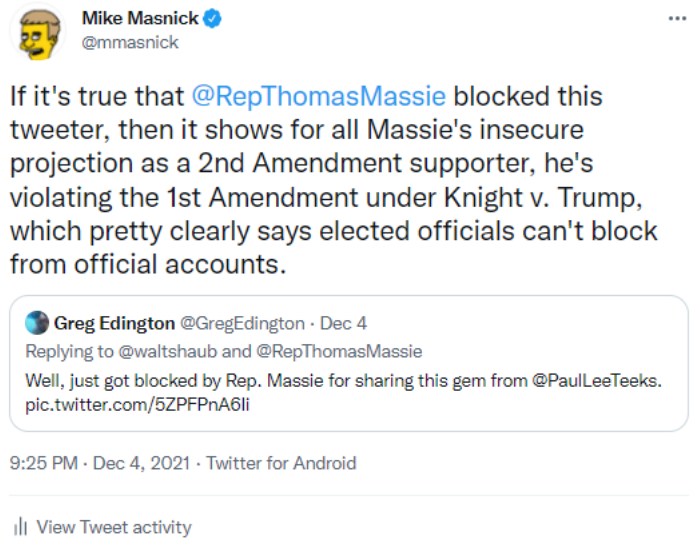 Mike Masnick
@mmasnick
If it's true that @RepThomasMassie blocked this
tweeter, then it shows for all Massie's insecure
projection as a 2nd Amendment supporter, he's
violating the 1st Amendment under Knight v. Trump,
which pretty clearly says elected officials can't block
from official accounts.
Greg Edington @GregEdington · Dec 4
Replying to @waltshaub and @RepThomasMassie
Well, just got blocked by Rep. Massie for sharing this gem from @PaulLeeTeeks.
pic.twitter.com/5ZPFPnA6Ii
9:25 PM · Dec 4, 2021 · Twitter for Android
View Tweet activity